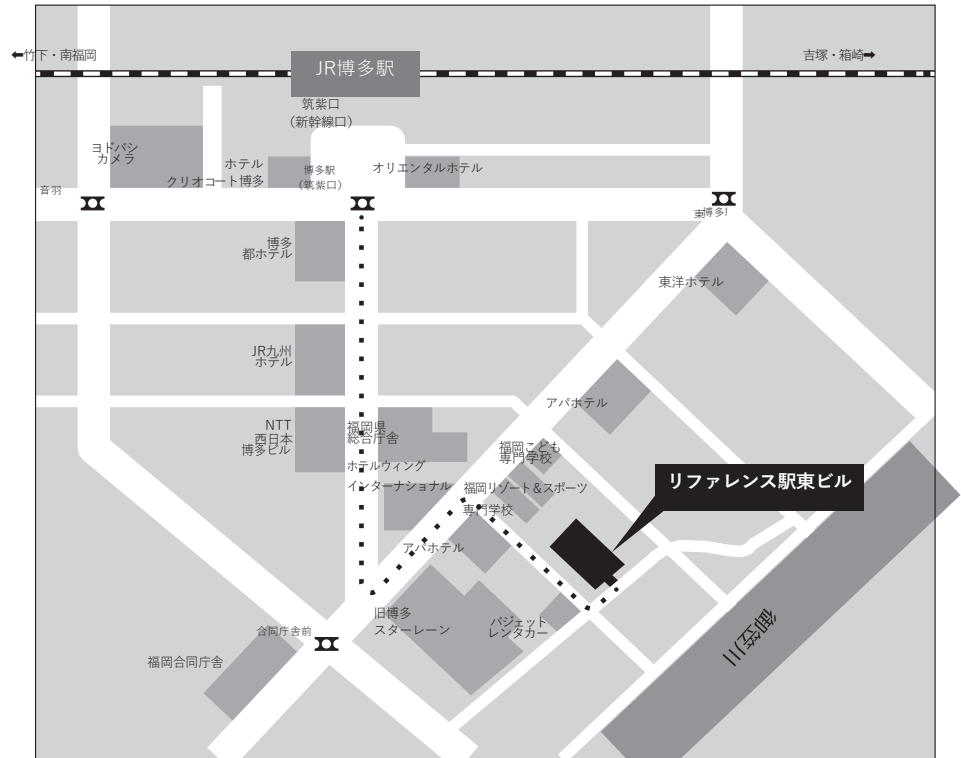 ⬅竹下・南福岡
吉塚・箱崎➡
JR博多駅
筑紫口
(新幹線口)
ヨドバシ
カメラ
ホテル
クリオコート博多
博多駅
(筑紫口)
オリエンタルホテル
音羽
東博多駅
博多
都ホテル
東洋ホテル
JR九州
ホテル
アパホテル
NTT
西日本
博多ビル
福岡県
総合庁舎
福岡こども
専門学校
ホテルウィング
インターナショナル
福岡リゾート&スポーツ
専門学校
リファレンス駅東ビル
アパホテル
旧博多
スターレーン
バジェット
レンタカー
合同庁舎前
福岡合同庁舎
御笠川